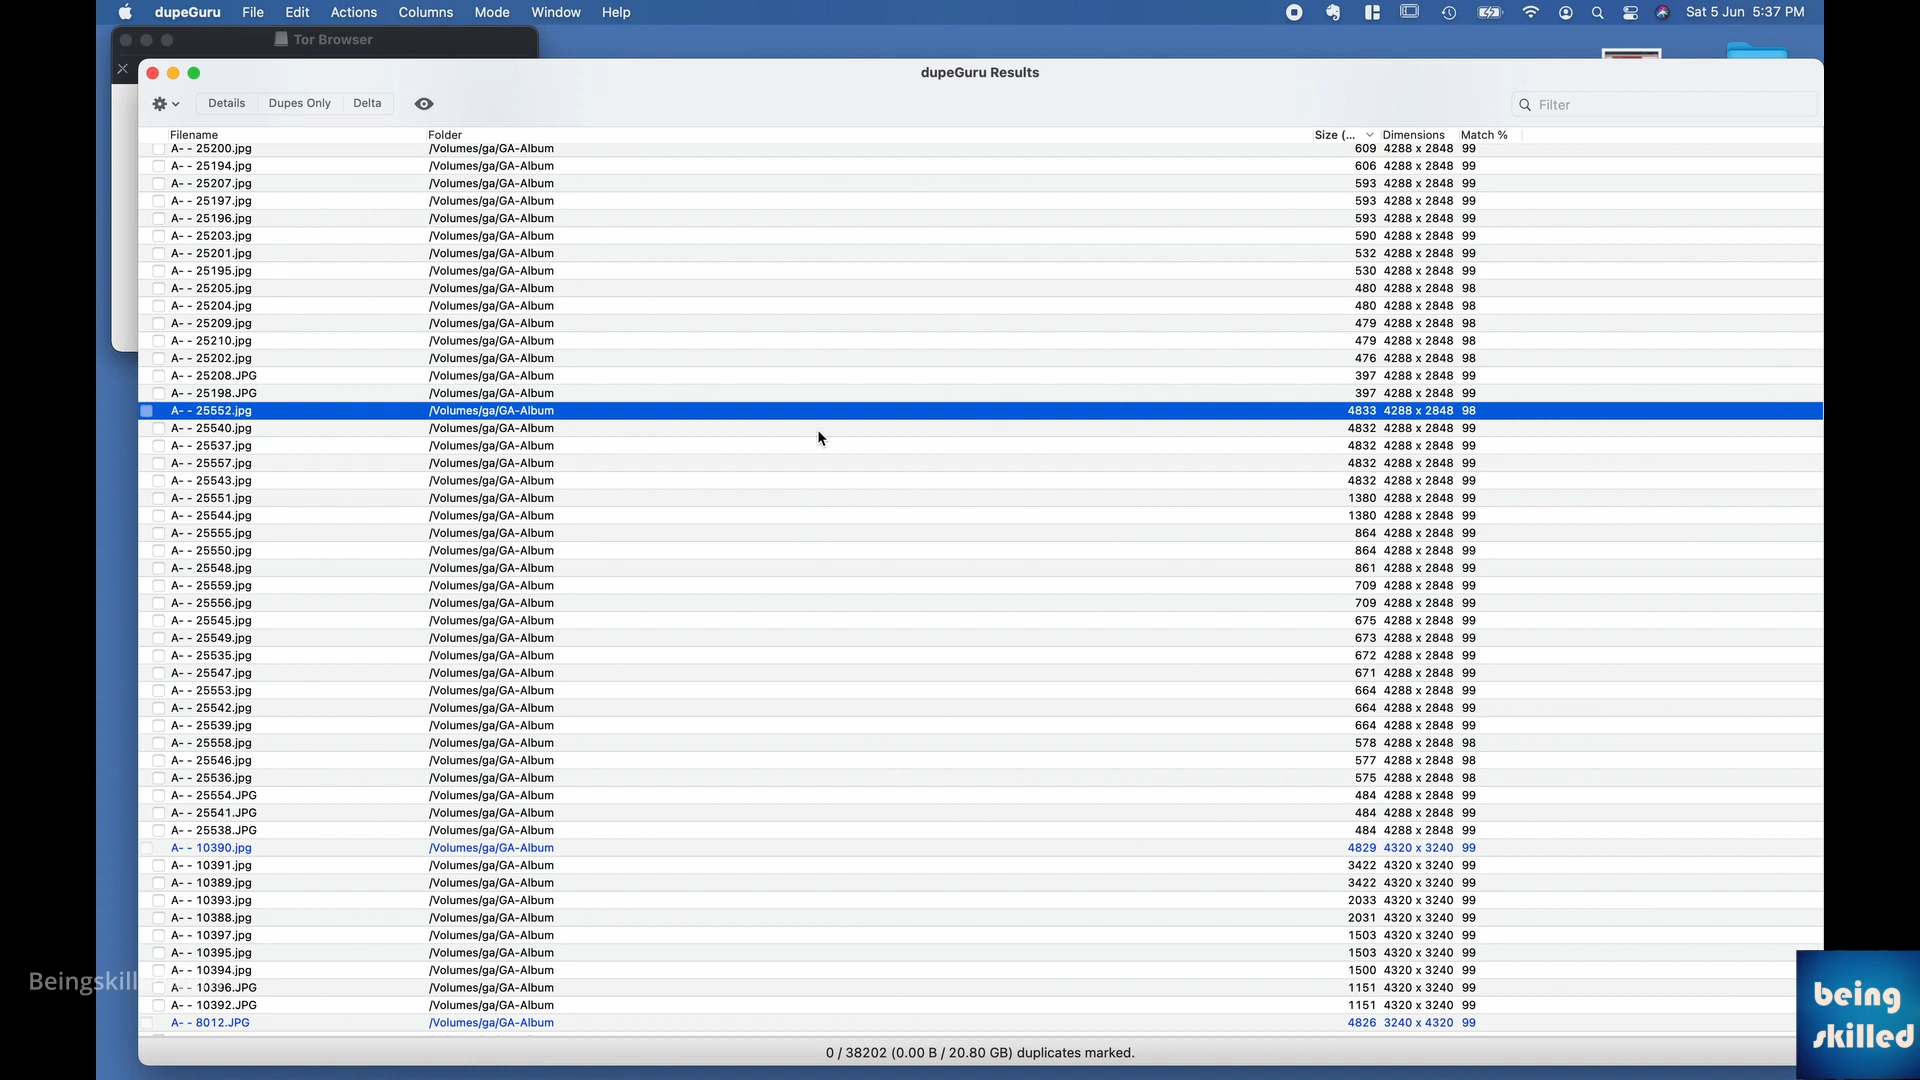 dupeGuru File Edit Actions Columns Mode Window Help Sat 5 Jun 5:37 PM
Tor Browser
dupeGuru Results
Details Dupes Only Delta Filter
Filename Folder Size (... Dimensions Match %
A- - 25200.jpg /Volumes/ga/GA-Album 609 4288 x 2848 99
A- - 25194.jpg /Volumes/ga/GA-Album 606 4288 x 2848 99
A- - 25207.jpg /Volumes/ga/GA-Album 593 4288 x 2848 99
A- - 25197.jpg /Volumes/ga/GA-Album 593 4288 x 2848 99
A- - 25196.jpg /Volumes/ga/GA-Album 593 4288 x 2848 99
A- - 25203.jpg /Volumes/ga/GA-Album 590 4288 x 2848 99
A- - 25201.jpg /Volumes/ga/GA-Album 532 4288 x 2848 99
A- - 25195.jpg /Volumes/ga/GA-Album 530 4288 x 2848 99
A- - 25205.jpg /Volumes/ga/GA-Album 480 4288 x 2848 98
A- - 25204.jpg /Volumes/ga/GA-Album 480 4288 x 2848 98
A- - 25209.jpg /Volumes/ga/GA-Album 479 4288 x 2848 98
A- - 25210.jpg /Volumes/ga/GA-Album 479 4288 x 2848 98
A- - 25202.jpg /Volumes/ga/GA-Album 476 4288 x 2848 98
A- - 25208.JPG /Volumes/ga/GA-Album 397 4288 x 2848 99
A- - 25198.JPG /Volumes/ga/GA-Album 397 4288 x 2848 99
A- - 25552.jpg /Volumes/ga/GA-Album 4833 4288 x 2848 98
A- - 25540.jpg /Volumes/ga/GA-Album 4832 4288 x 2848 99
A- - 25537.jpg /Volumes/ga/GA-Album 4832 4288 x 2848 99
A- - 25557.jpg /Volumes/ga/GA-Album 4832 4288 x 2848 99
A- - 25543.jpg /Volumes/ga/GA-Album 4832 4288 x 2848 99
A- - 25551.jpg /Volumes/ga/GA-Album 1380 4288 x 2848 99
A- - 25544.jpg /Volumes/ga/GA-Album 1380 4288 x 2848 99
A- - 25555.jpg /Volumes/ga/GA-Album 864 4288 x 2848 99
A- - 25550.jpg /Volumes/ga/GA-Album 864 4288 x 2848 99
A- - 25548.jpg /Volumes/ga/GA-Album 861 4288 x 2848 99
A- - 25559.jpg /Volumes/ga/GA-Album 709 4288 x 2848 99
A- - 25556.jpg /Volumes/ga/GA-Album 709 4288 x 2848 99
A- - 25545.jpg /Volumes/ga/GA-Album 675 4288 x 2848 99
A- - 25549.jpg /Volumes/ga/GA-Album 673 4288 x 2848 99
A- - 25535.jpg /Volumes/ga/GA-Album 672 4288 x 2848 99
A- - 25547.jpg /Volumes/ga/GA-Album 671 4288 x 2848 99
A- - 25553.jpg /Volumes/ga/GA-Album 664 4288 x 2848 99
A- - 25542.jpg /Volumes/ga/GA-Album 664 4288 x 2848 99
A- - 25539.jpg /Volumes/ga/GA-Album 664 4288 x 2848 99
A- - 25558.jpg /Volumes/ga/GA-Album 578 4288 x 2848 98
A- - 25546.jpg /Volumes/ga/GA-Album 577 4288 x 2848 98
A- - 25536.jpg /Volumes/ga/GA-Album 575 4288 x 2848 98
A- - 25554.JPG /Volumes/ga/GA-Album 484 4288 x 2848 99
A- - 25541.JPG /Volumes/ga/GA-Album 484 4288 x 2848 99
A- - 25538.JPG /Volumes/ga/GA-Album 484 4288 x 2848 99
A- - 10390.jpg /Volumes/ga/GA-Album 4829 4320 x 3240 99
A- - 10391.jpg /Volumes/ga/GA-Album 3422 4320 x 3240 99
A- - 10389.jpg /Volumes/ga/GA-Album 3422 4320 x 3240 99
A- - 10393.jpg /Volumes/ga/GA-Album 2033 4320 x 3240 99
A- - 10388.jpg /Volumes/ga/GA-Album 2031 4320 x 3240 99
A- - 10397.jpg /Volumes/ga/GA-Album 1503 4320 x 3240 99
A- - 10395.jpg /Volumes/ga/GA-Album 1503 4320 x 3240 99
A- - 10394.jpg /Volumes/ga/GA-Album 1500 4320 x 3240 99
A- - 10396.JPG /Volumes/ga/GA-Album 1151 4320 x 3240 99
A- - 10392.JPG /Volumes/ga/GA-Album 1151 4320 x 3240 99
A- - 8012.JPG /Volumes/ga/GA-Album 4826 3240 x 4320 99
0 / 38202 (0.00 B / 20.80 GB) duplicates marked.
being
skilled